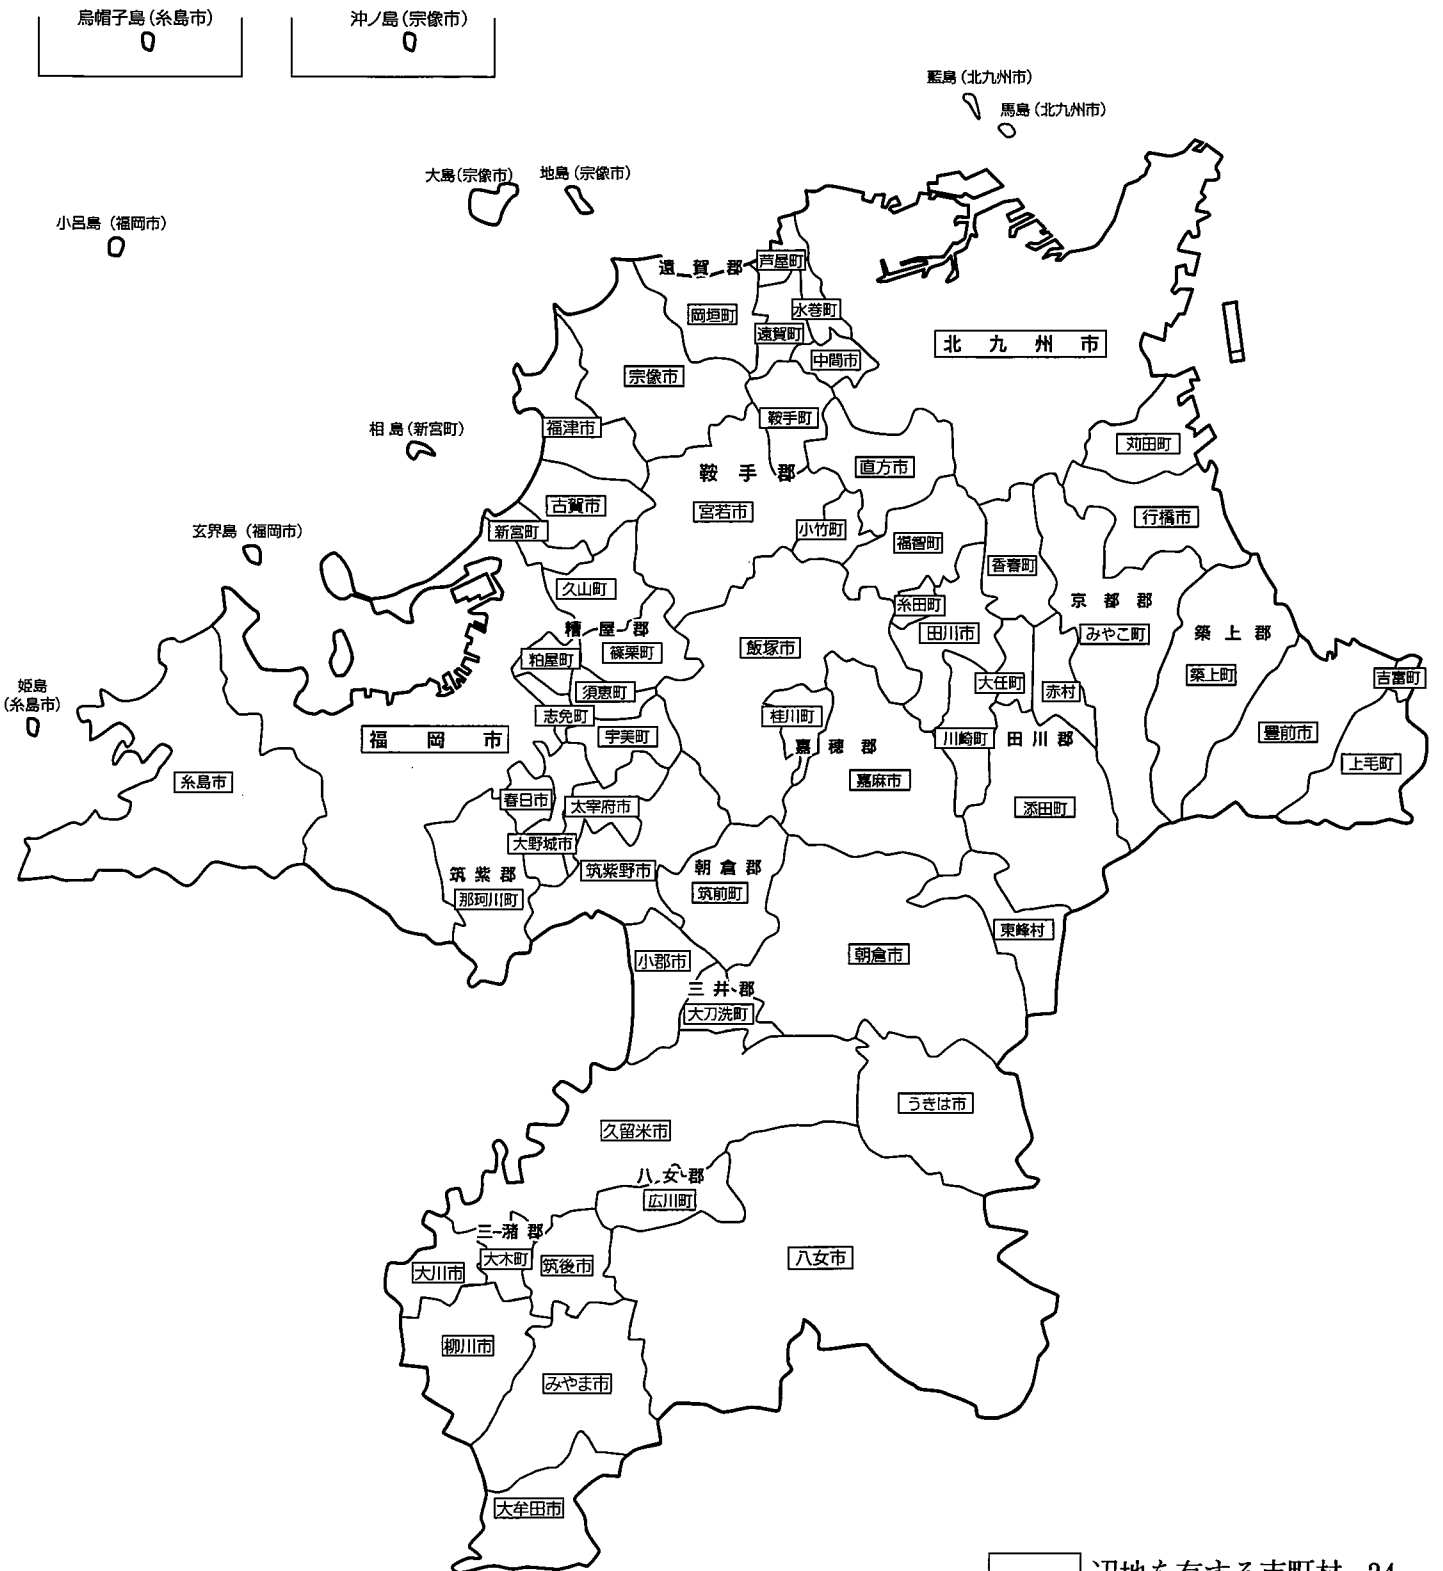 烏帽子島(糸島市)
沖ノ島(宗像市)
藍島(北九州市)
馬島(北九州市)
大島(宗像市)
地島(宗像市)
小呂島(福岡市)
遠賀郡
芦屋町
岡垣町
水巻町
遠賀町
北九州市
中間市
宗像市
鞍手町
福津市
相島(新宮町)
苅田町
鞍手郡
直方市
宮若市
古賀市
行橋市
新宮町
小竹町
玄界島(福岡市)
福智町
香春町
久山町
京都郡
糸田町
糟屋郡
田川市
みやこ町
築上郡
飯塚市
篠栗町
粕屋町
築上町
吉富町
大任町
赤村
須恵町
姫島
(糸島市)
志免町
桂川町
豊前市
宇美町
福岡市
嘉穂郡
川崎町
田川郡
上毛町
糸島市
嘉麻市
春日市
太宰府市
添田町
大野城市
筑紫郡
筑紫野市
朝倉郡
筑前町
那珂川町
東峰村
小郡市
朝倉市
三井郡
大刀洗町
うきは市
久留米市
八女郡
広川町
三潴郡
大木町
筑後市
八女市
大川市
柳川市
みやま市
大牟田市
辺地を有する市町村 24